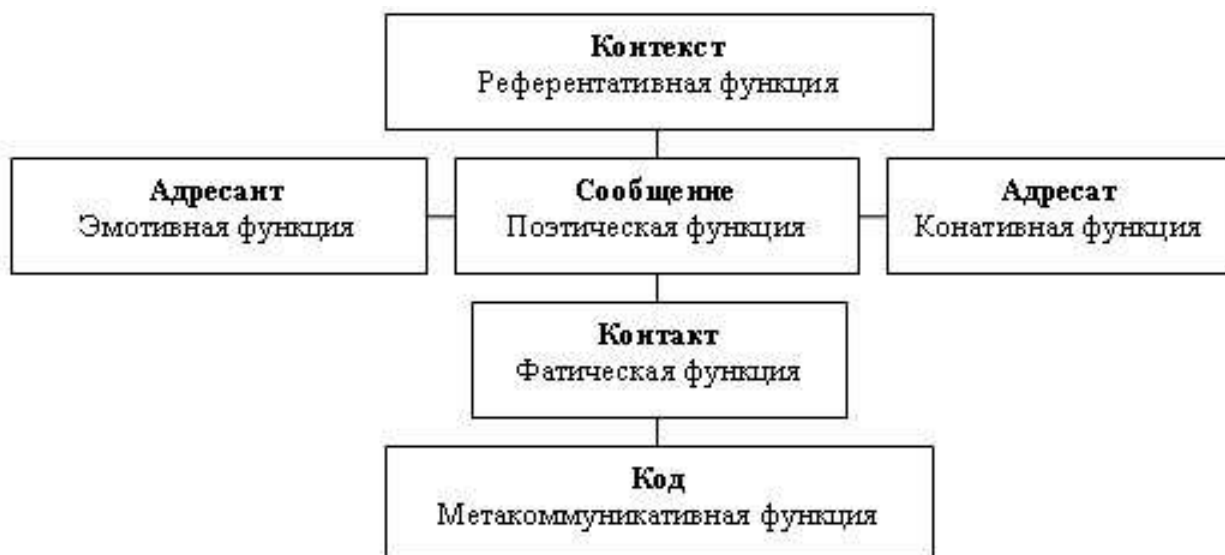 Контекст
Референтативная функция
Адресант
Эмотивная функция
Сообщение
Поэтическая функция
Адресат
Конативная функция
Контакт
Фатическая функция
Код
Метакоммуникативная функция